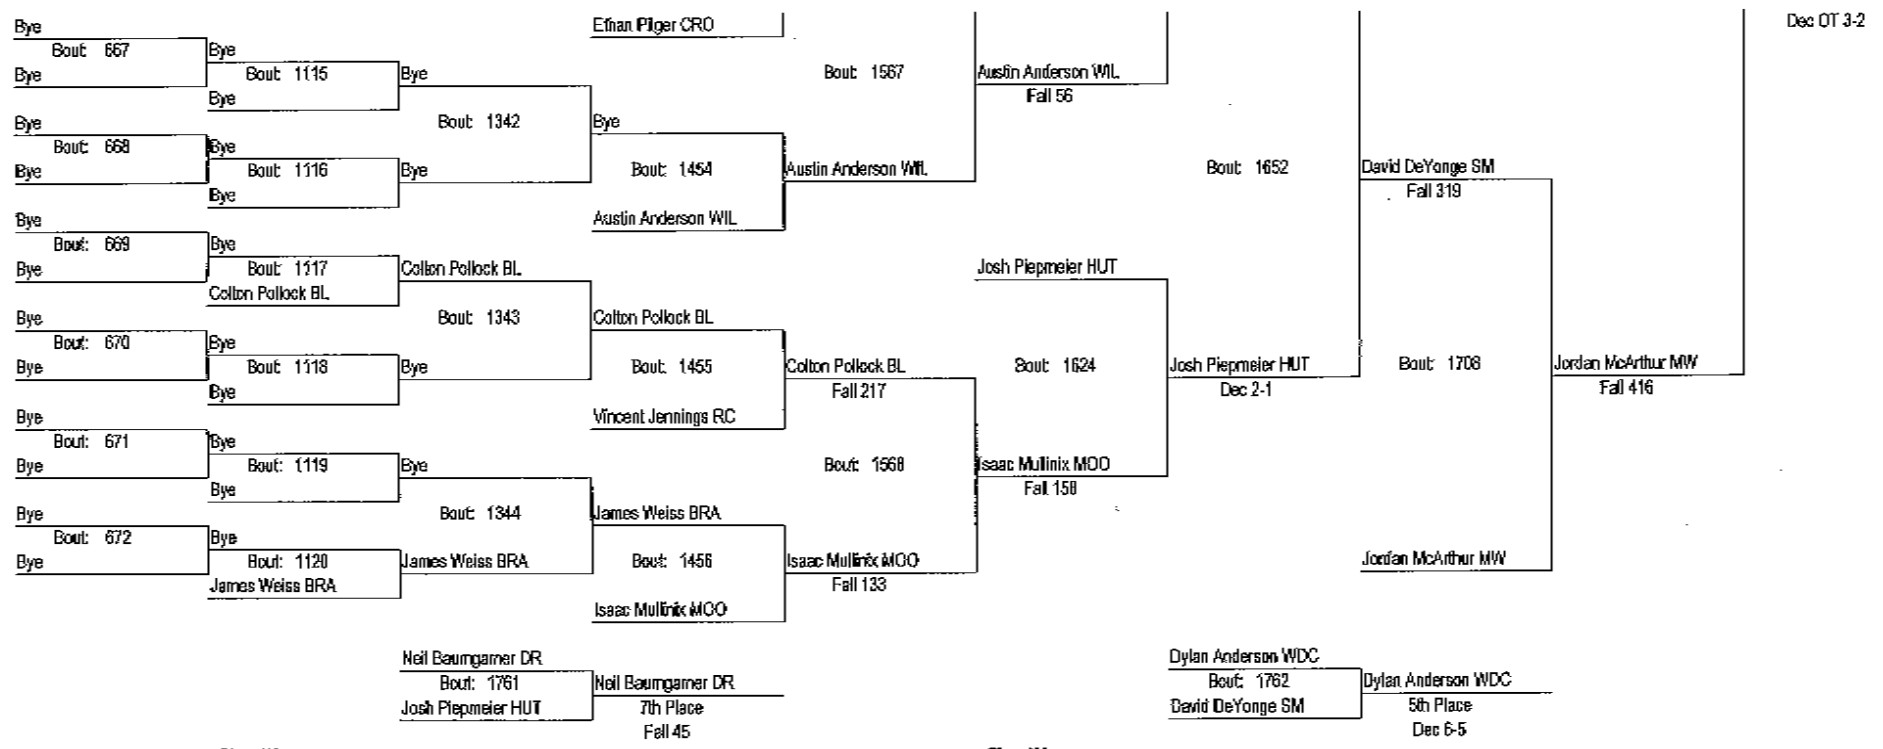 Bye
Bout: 667
Bye
Bye
Bout: 668
Bye
Bye
Bout: 669
Bye
Bye
Bout: 670
Bye
Bye
Bout: 671
Bye
Bye
Bout: 672
Bye
Bye
Bout: 1115
Bye
Bye
Bout: 1116
Bye
Bye
Bout: 1117
Colton Pollock BL
Bye
Bout: 1118
Bye
Bye
Bout: 1119
Bye
Bye
Bout: 1120
James Weiss BRA
Bye
Bout: 1342
Bye
Colton Pollock BL
Bout: 1343
Bye
Bye
Bout: 1344
James Weiss BRA
Ethan Pilger CRO
Bye
Bout: 1454
Austin Anderson WIL
Colton Pollock BL
Bout: 1455
Vincent Jennings RC
James Weiss BRA
Bout: 1456
Isaac Mullinix MOO
Bout: 1567
Austin Anderson WIL
Colton Pollock BL
Fall 217
Bout: 1568
Isaac Mullinix MOO
Fall 133
Austin Anderson WIL
Fall 56
Josh Piepmeier HUT
Bout: 1624
Isaac Mullinix MOO
Fall 158
Bout: 1652
Josh Piepmeier HUT
Dec 2-1
David DeYonge SM
Fall 319
Bout: 1708
Jordan McArthur MW
Jordan McArthur MW
Fall 416
Dec OT 3-2
Neil Baumgarner DR
Bout: 1761
Josh Piepmeier HUT
Neil Baumgarner DR
7th Place
Fall 45
Dylan Anderson WDC
Bout: 1762
David DeYonge SM
Dylan Anderson WDC
5th Place
Dec 6-5